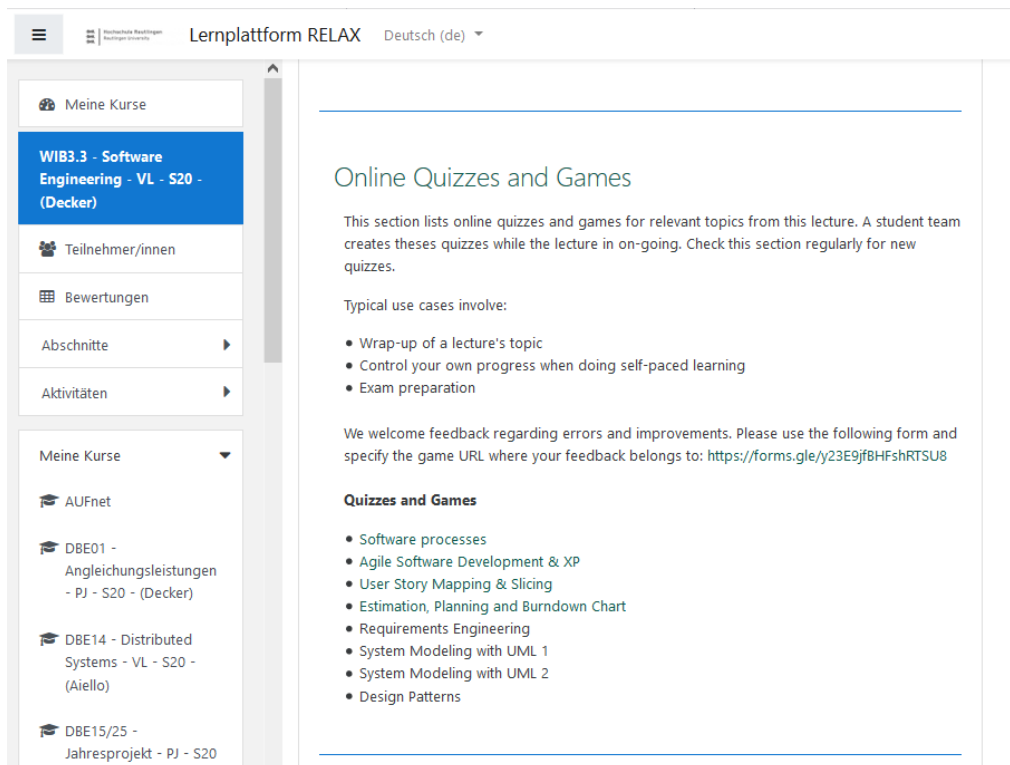 Hochschule Reutlingen
Reutlingen University
Lernplattform RELAX
Deutsch (de)
Meine Kurse
WIB3.3 - Software
Engineering - VL - S20 -
(Decker)
Teilnehmer/innen
Bewertungen
Abschnitte
Aktivitäten
Meine Kurse
AUFnet
DBE01 -
Angleichungsleistungen
- PJ - S20 - (Decker)
DBE14 - Distributed
Systems - VL - S20 -
(Aiello)
DBE15/25 -
Jahresprojekt - PJ - S20
Online Quizzes and Games
This section lists online quizzes and games for relevant topics from this lecture. A student team
creates theses quizzes while the lecture in on-going. Check this section regularly for new
quizzes.
Typical use cases involve:
• Wrap-up of a lecture's topic
• Control your own progress when doing self-paced learning
• Exam preparation
We welcome feedback regarding errors and improvements. Please use the following form and
specify the game URL where your feedback belongs to: https://forms.gle/y23E9jfBHFshRTSU8
Quizzes and Games
• Software processes
• Agile Software Development & XP
• User Story Mapping & Slicing
• Estimation, Planning and Burndown Chart
• Requirements Engineering
• System Modeling with UML 1
• System Modeling with UML 2
• Design Patterns